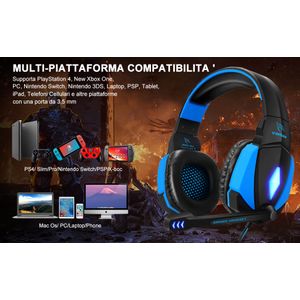 MULTI-PIATTAFORMA COMPATIBILITA '
Supporta PlayStation 4, New Xbox One,
PC, Nintendo Switch, Nintendo 3DS, Laptop, PSP, Tablet,
iPad, Telefoni Cellulari e altre piattaforme
con una porta da 3,5 mm
PS4/ Slim/Pro/Nintendo Switch/PSP/X-boc
Mac Os/ PC/Laptop/Phone